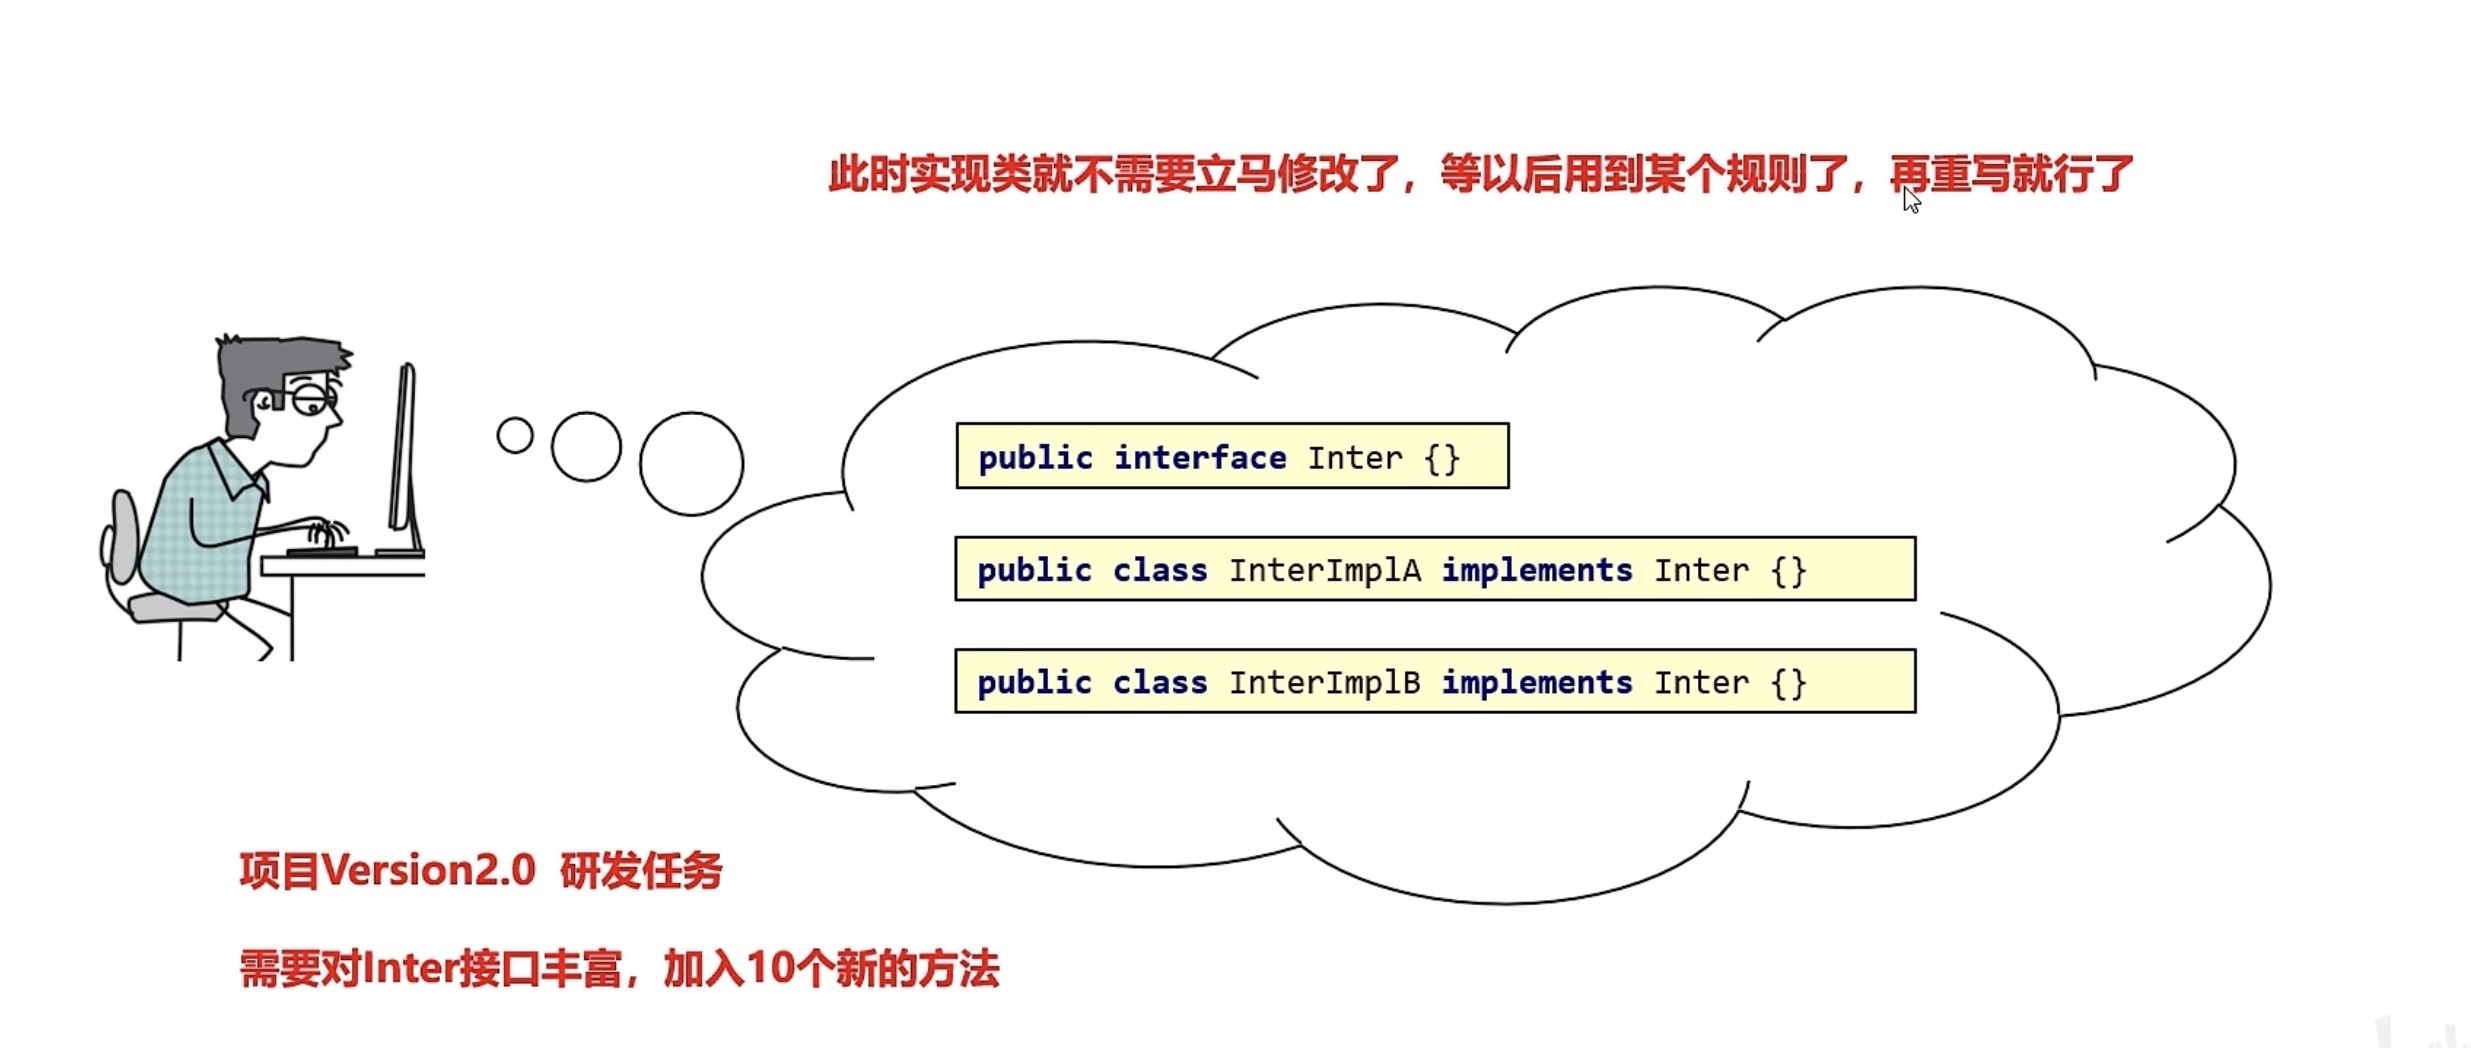 此时实现类就不需要立马修改了，等以后用到某个规则了，再重写就行了
public interface Inter {}
public class InterImplA implements Inter {}
public class InterImplB implements Inter {}
项目Version2.0 研发任务
需要对Inter接口丰富，加入10个新的方法